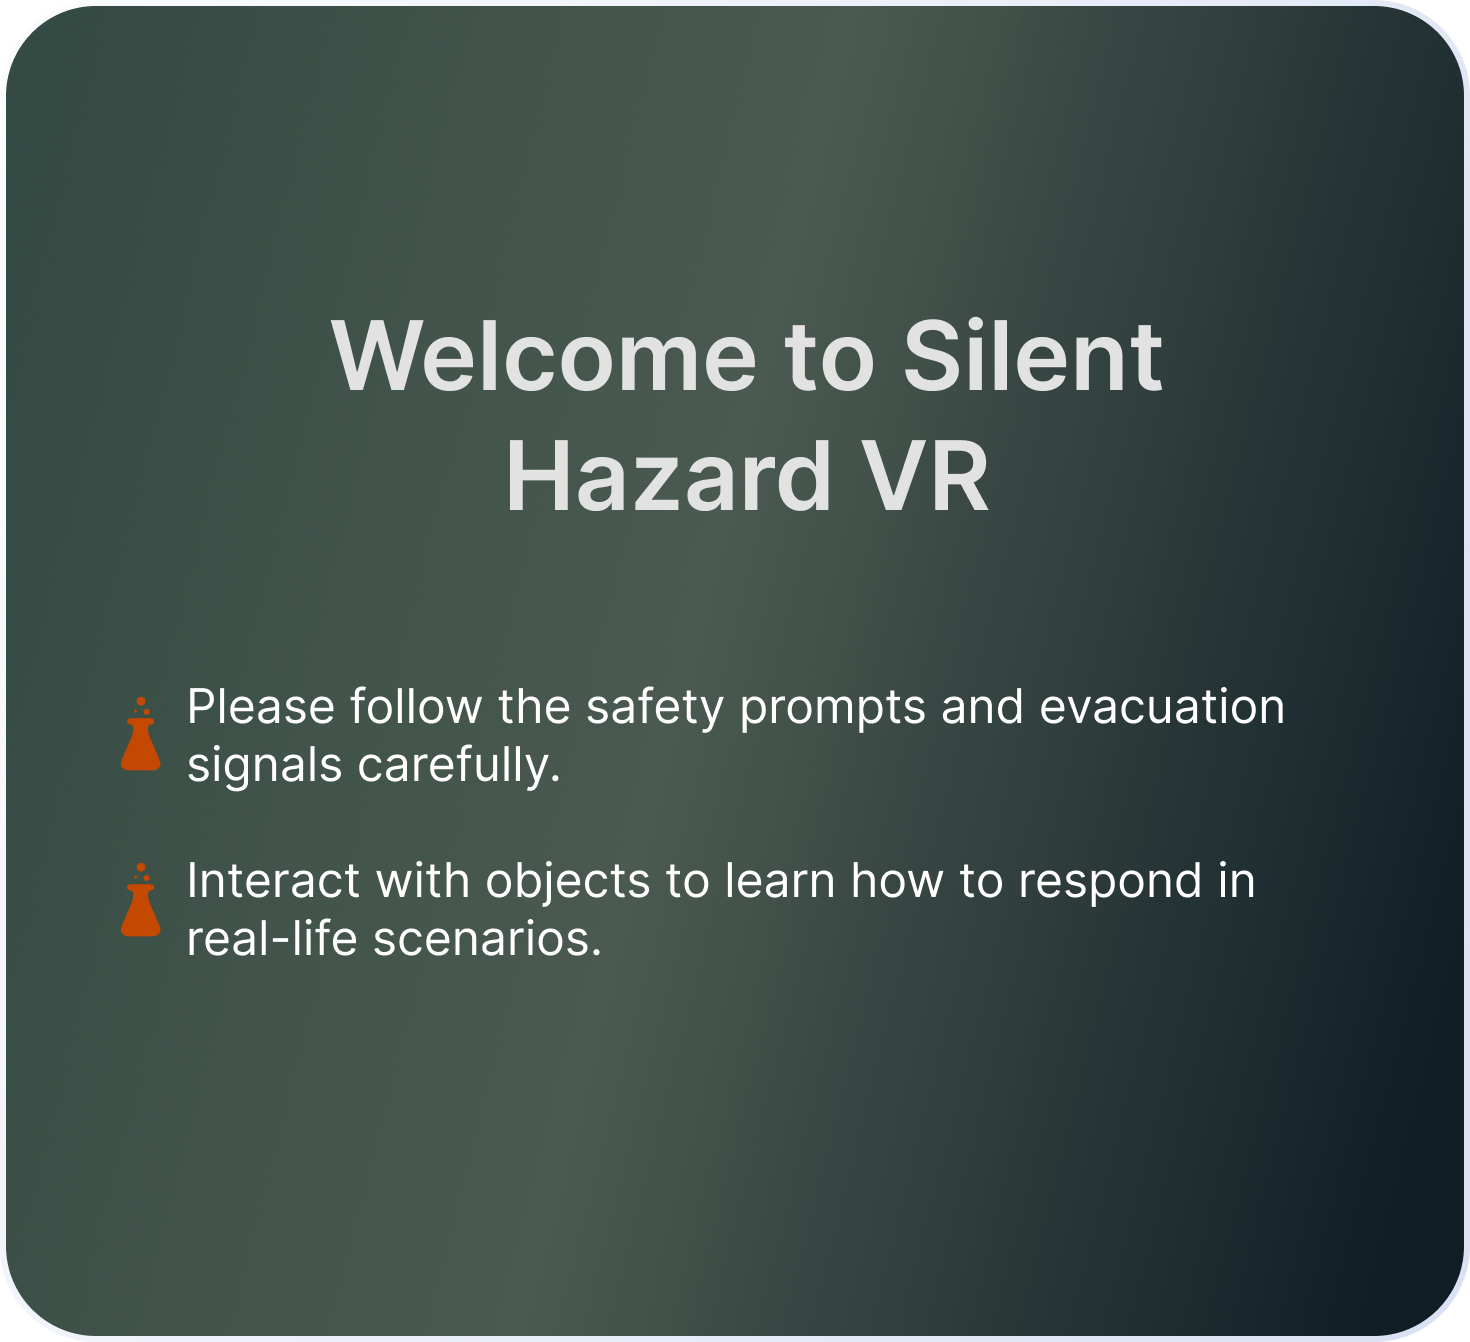 Welcome to Silent
Hazard VR
Please follow the safety prompts and evacuation
signals carefully.
Interact with objects to learn how to respond in
real-life scenarios.